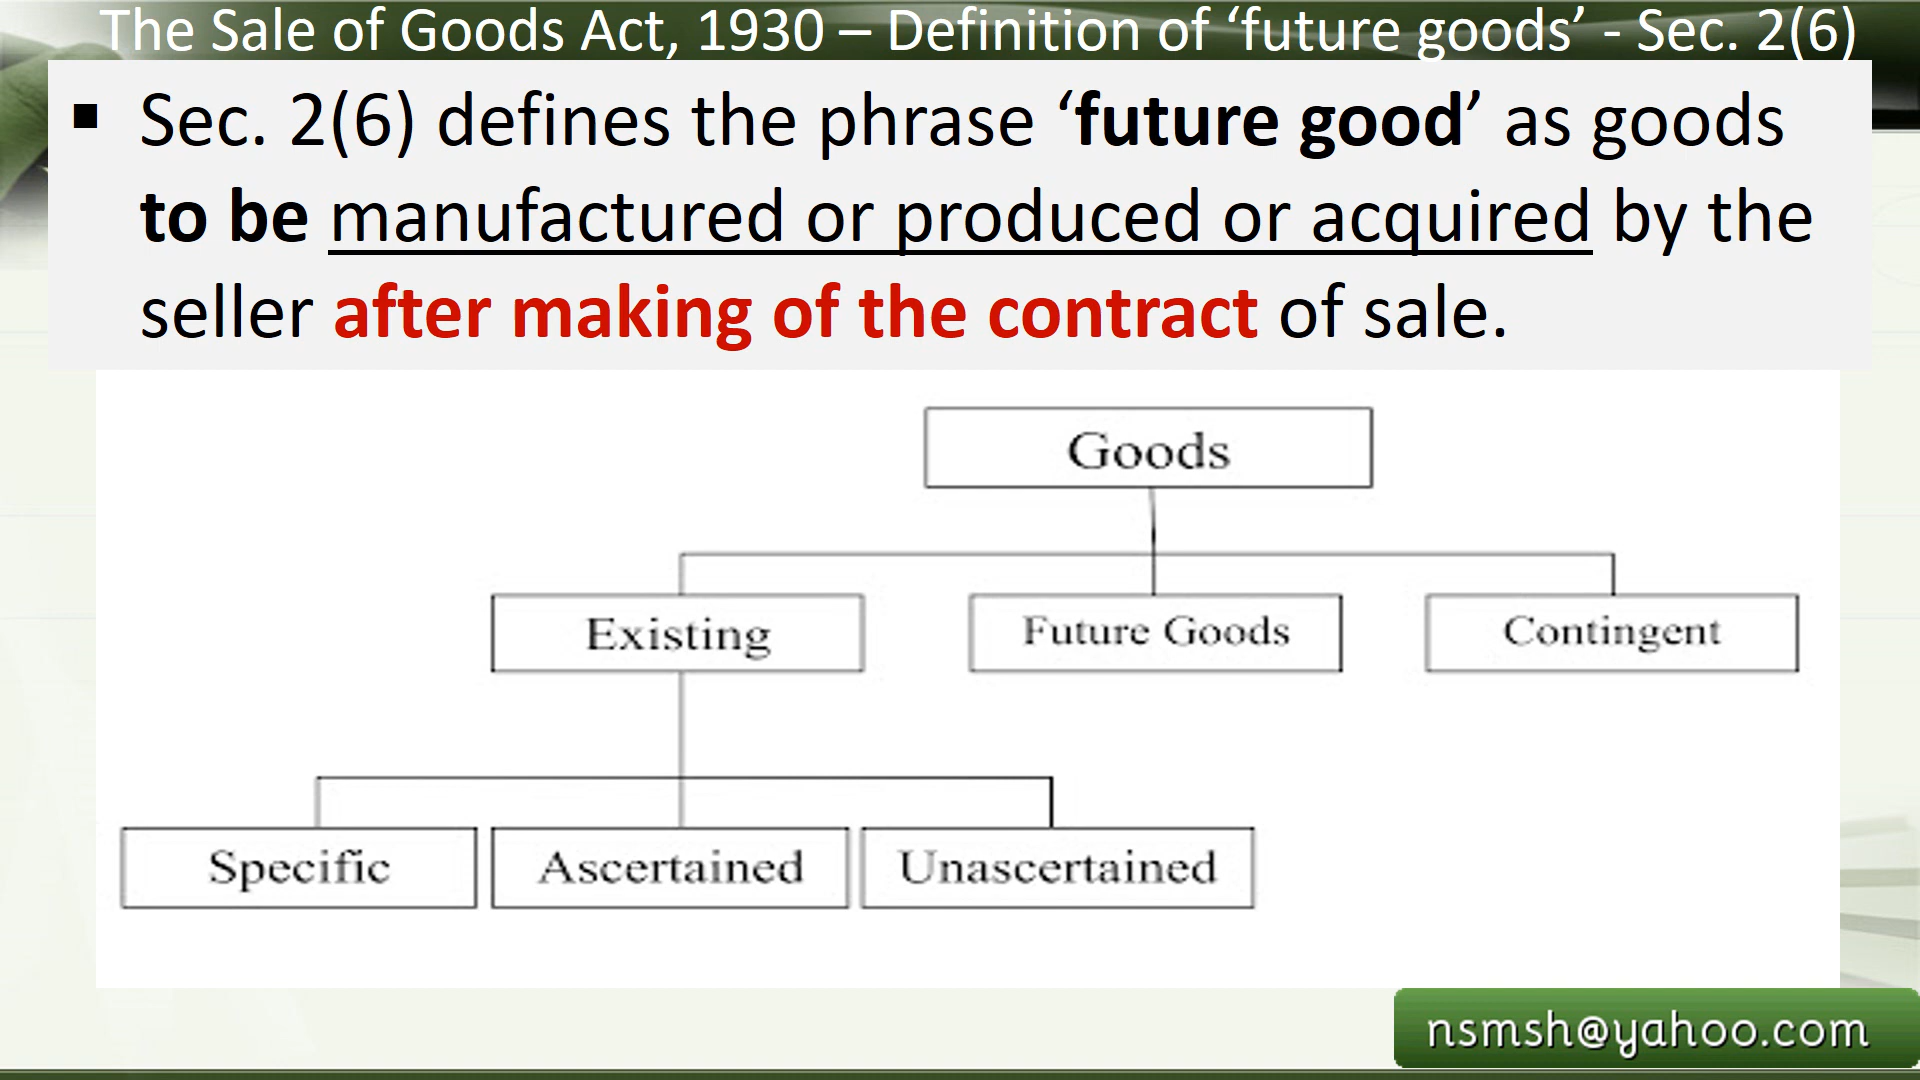 The Sale of Goods Act, 1930 – Definition of ‘future goods’ - Sec. 2(6)
▪ Sec. 2(6) defines the phrase ‘future good’ as goods
to be manufactured or produced or acquired by the
seller after making of the contract of sale.
Goods
Existing
Future Goods
Contingent
Specific
Ascertained
Unascertained
nsmsh@yahoo.com